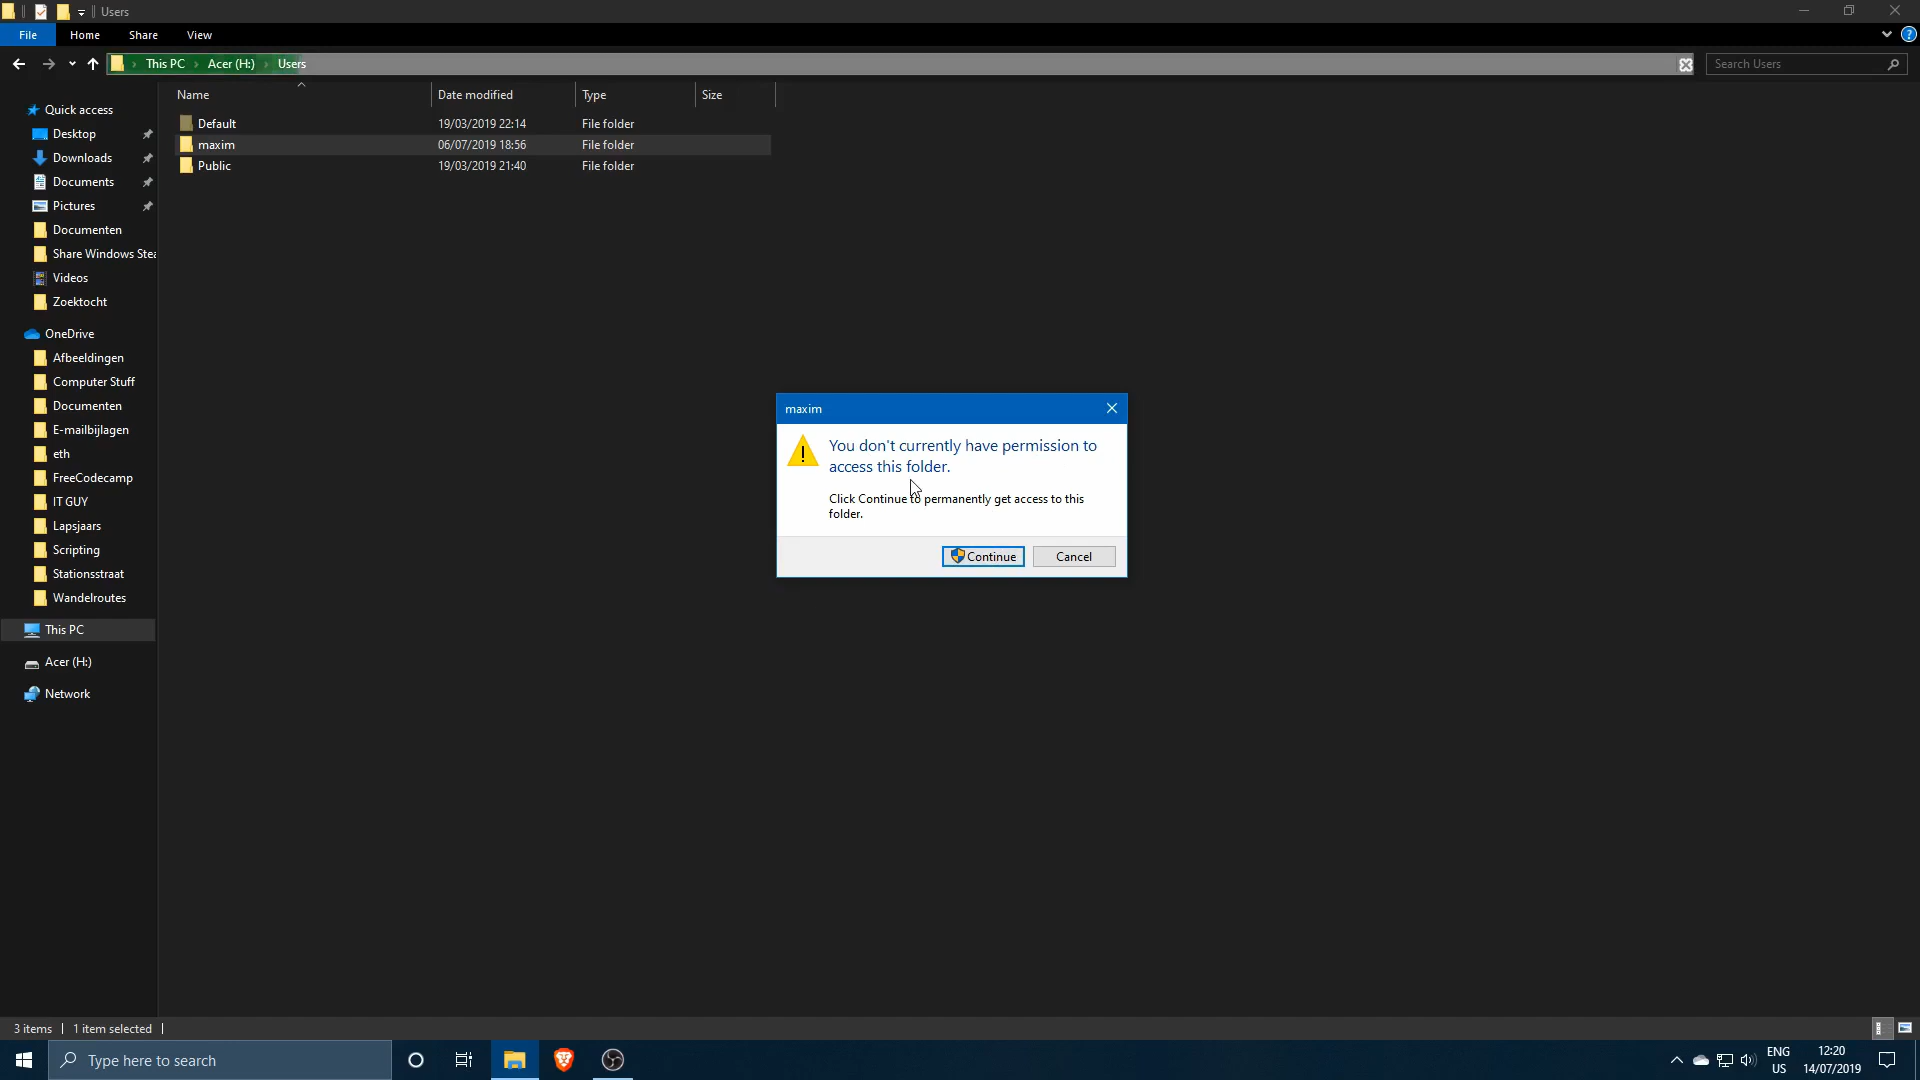 Users
File Home Share View
This PC Acer (H:) Users
Search Users
Name Date modified Type Size
Default 19/03/2019 22:14 File folder
maxim 06/07/2019 18:56 File folder
Public 19/03/2019 21:40 File folder
Quick access
Desktop
Downloads
Documents
Pictures
Documenten
Share Windows Stea
Videos
Zoektocht
OneDrive
Afbeeldingen
Computer Stuff
Documenten
E-mailbijlagen
eth
FreeCodecamp
IT GUY
Lapsjaars
Scripting
Stationsstraat
Wandelroutes
This PC
Acer (H:)
Network
maxim
You don't currently have permission to
access this folder.
Click Continue to permanently get access to this
folder.
Continue Cancel
3 items 1 item selected
Type here to search
ENG
US
12:20
14/07/2019